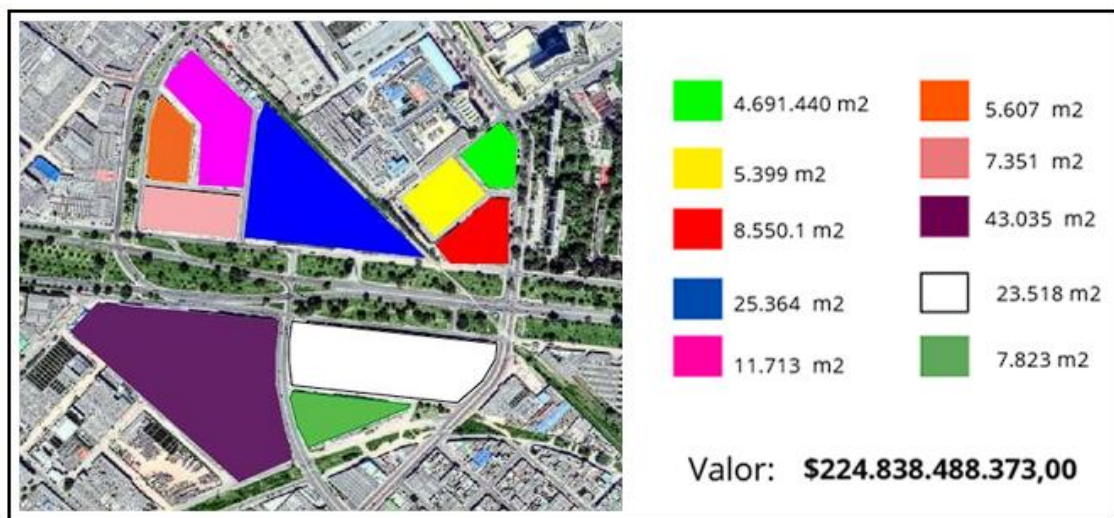 4.691.440 m2
5.399 m2
8.550.1 m2
25.364 m2
11.713 m2
5.607 m2
7.351 m2
43.035 m2
23.518 m2
7.823 m2
Valor: $224.838.488.373,00